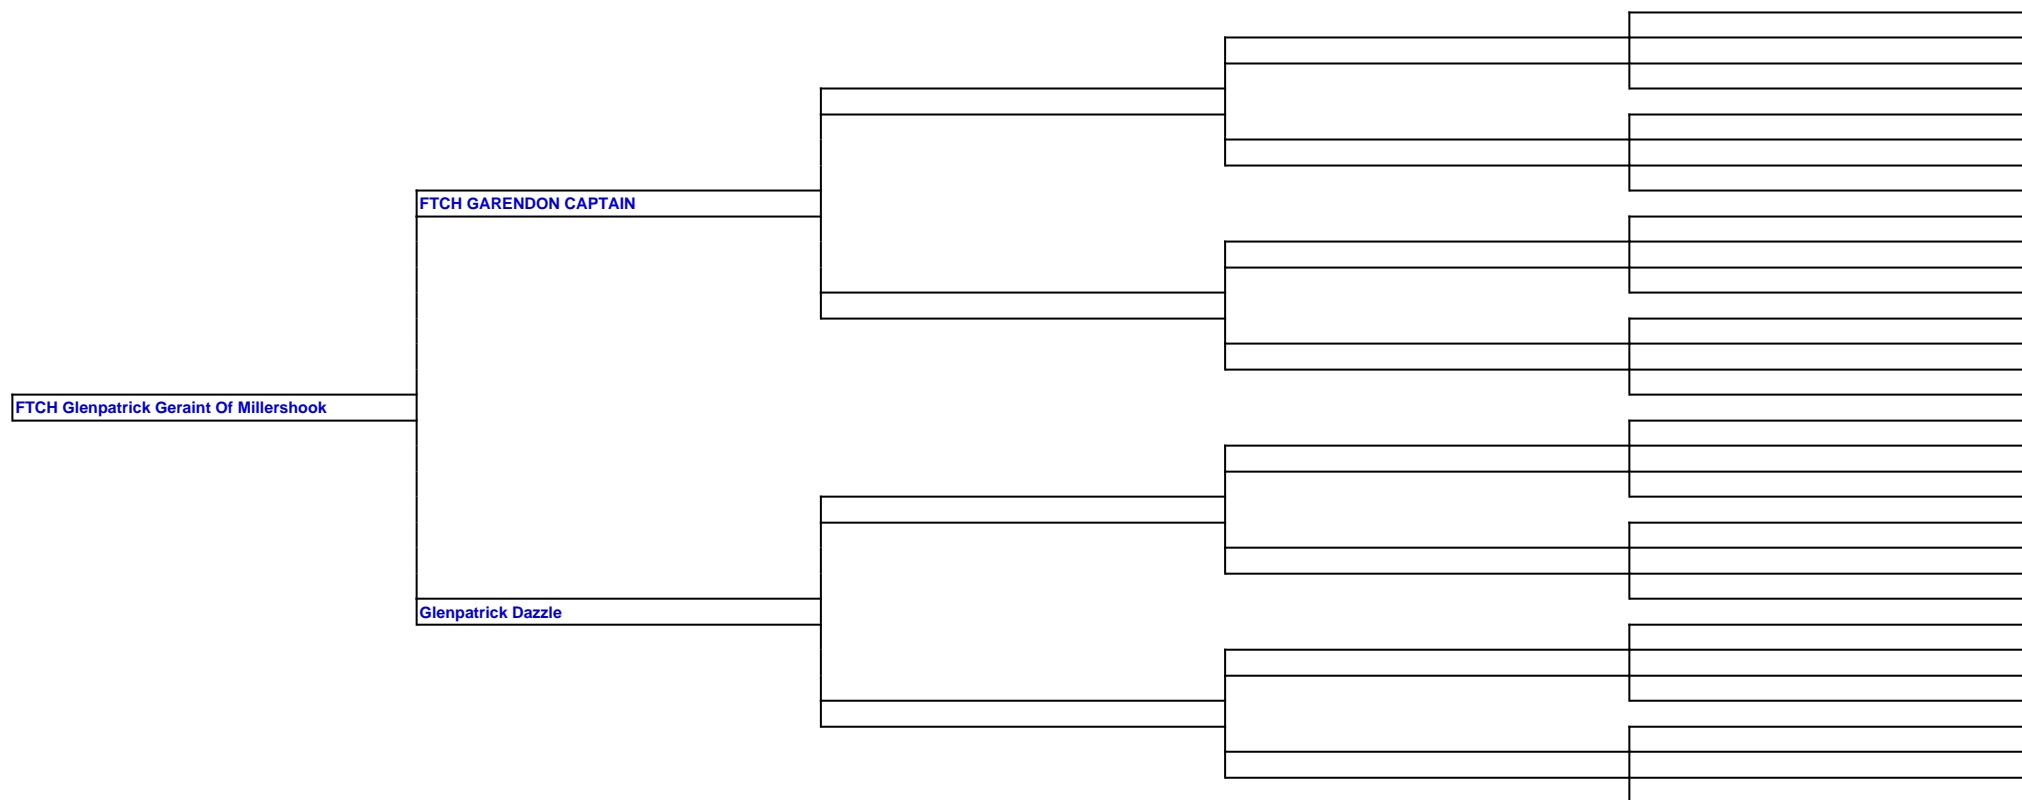 FTCH GARENDON CAPTAIN
FTCH Glenpatrick Geraint Of Millershook
Glenpatrick Dazzle